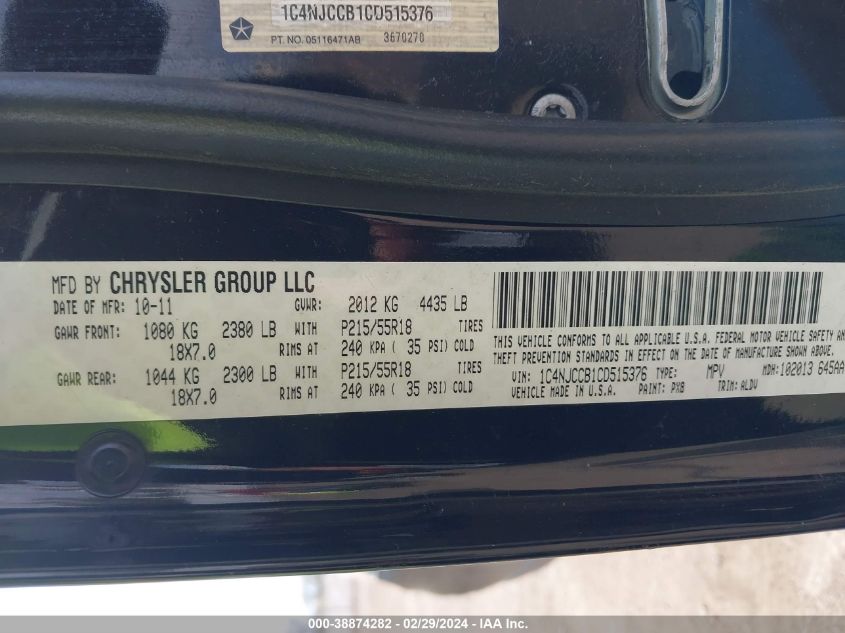 1C4NJCCB1CD515376
PT. NO. 05116471AB 3670270
MFD BY CHRYSLER GROUP LLC
DATE OF MFR: 10-11 GVWR: 2012 KG 4435 LB
GAWR FRONT: 1080 KG 2380 LB WITH P215/55R18 TIRES
18X7.0 RIMS AT 240 KPA ( 35 PSI) COLD
GAWR REAR: 1044 KG 2300 LB WITH P215/55R18 TIRES
18X7.0 RIMS AT 240 KPA ( 35 PSI) COLD
THIS VEHICLE CONFORMS TO ALL APPLICABLE U.S.A. FEDERAL MOTOR VEHICLE SAFETY AN
THEFT PREVENTION STANDARDS IN EFFECT ON THE DATE OF MANUFACTURE SHOWN ABOVE.
VIN: 1C4NJCCB1CD515376 TYPE: MPV MDH: 102013 645AA
VEHICLE MADE IN U.S.A. PAINT: PXB TRIM: ALDV
000-38874282 - 02/29/2024 - IAA Inc.